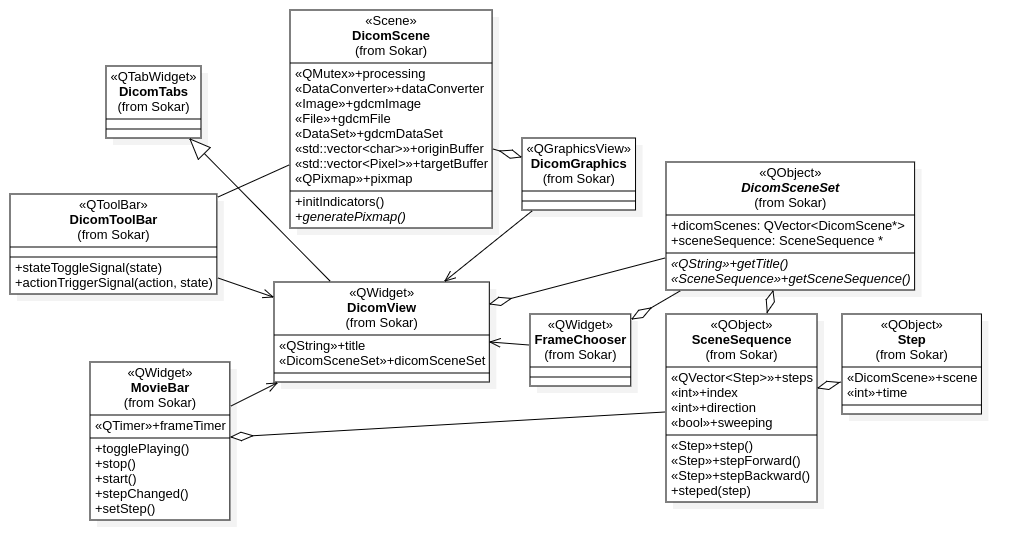 «Scene»
DicomScene
(from Sokar)
«QMutex»+processing
«DataConverter»+dataConverter
«Image»+gdcmImage
«File»+gdcmFile
«DataSet»+gdcmDataSet
«std::vector<char>»+originBuffer
«std::vector<Pixel>»+targetBuffer
«QPixmap»+pixmap
+initIndicators()
+generatePixmap()
«QTabWidget»
DicomTabs
(from Sokar)
«QGraphicsView»
DicomGraphics
(from Sokar)
«QObject»
DicomSceneSet
(from Sokar)
+dicomScenes: QVector<DicomScene*>
+sceneSequence: SceneSequence *
«QString»+getTitle()
«SceneSequence»+getSceneSequence()
«QToolBar»
DicomToolBar
(from Sokar)
+stateToggleSignal(state)
+actionTriggerSignal(action, state)
«QWidget»
DicomView
(from Sokar)
«QString»+title
«DicomSceneSet»+dicomSceneSet
«QWidget»
FrameChooser
(from Sokar)
«QObject»
SceneSequence
(from Sokar)
«QVector<Step>»+steps
«int»+index
«int»+direction
«bool»+sweeping
«Step»+step()
«Step»+stepForward()
«Step»+stepBackward()
+steped(step)
«QObject»
Step
(from Sokar)
«DicomScene»+scene
«int»+time
«QWidget»
MovieBar
(from Sokar)
«QTimer»+frameTimer
+togglePlaying()
+stop()
+start()
+stepChanged()
+setStep()